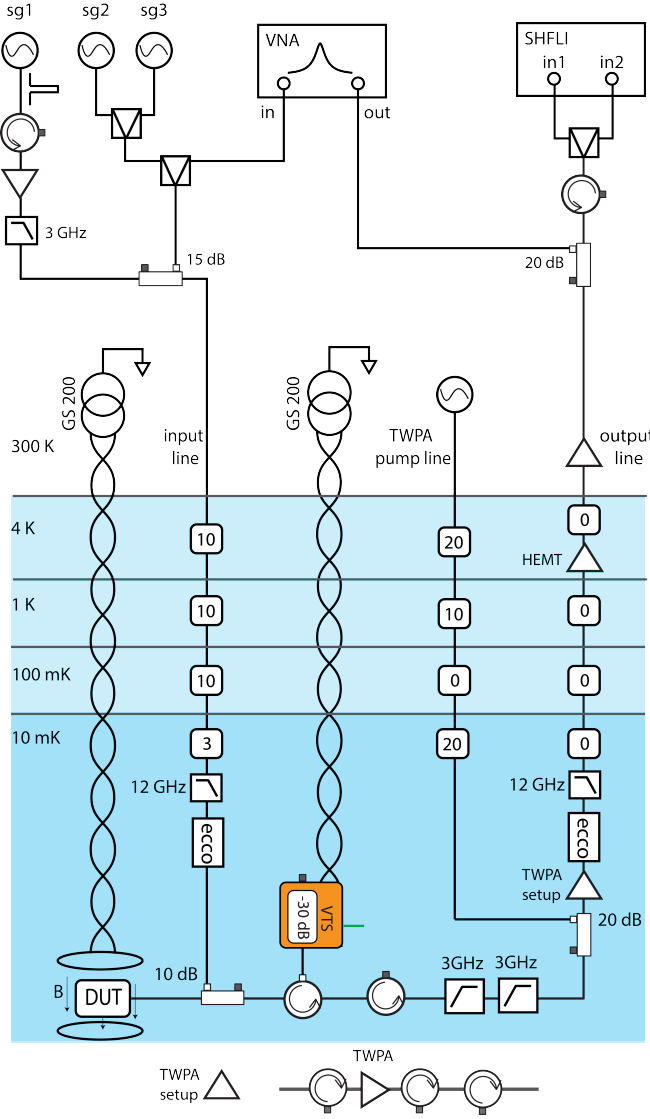 sg1
sg2
sg3
VNA
in
out
SHFLI
in1
in2
3 GHz
15 dB
20 dB
GS 200
input
line
GS 200
TWPA
pump line
output
line
300 K
4 K
10
20
0
HEMT
1 K
10
10
0
100 mK
10
0
0
10 mK
3
20
0
12 GHz
12 GHz
ecco
ecco
TWPA
setup
-30 dB
VTS
20 dB
10 dB
3GHz
3GHz
B
DUT
TWPA
TWPA
setup